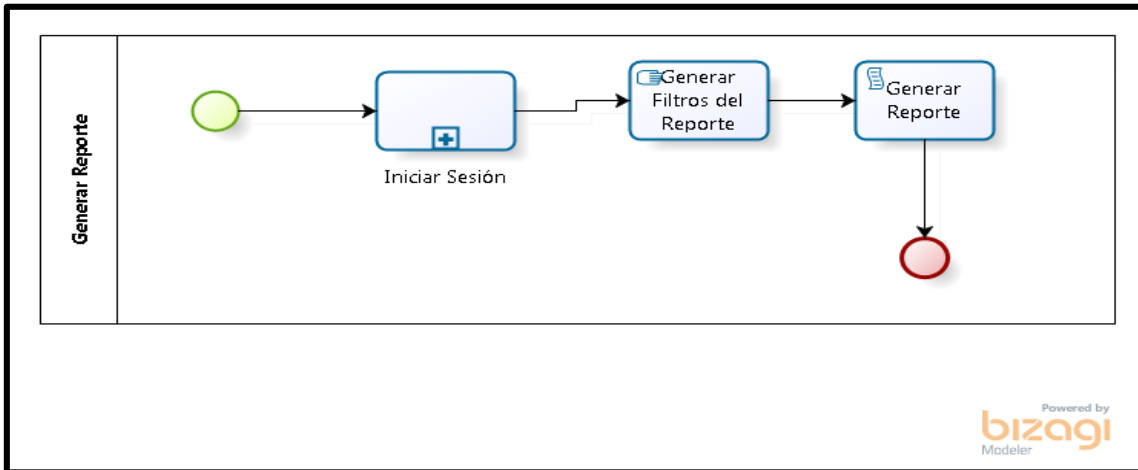 Generar Reporte
Iniciar Sesión
Generar
Filtros del
Reporte
Generar
Reporte
Powered by
bizagi
Modeler